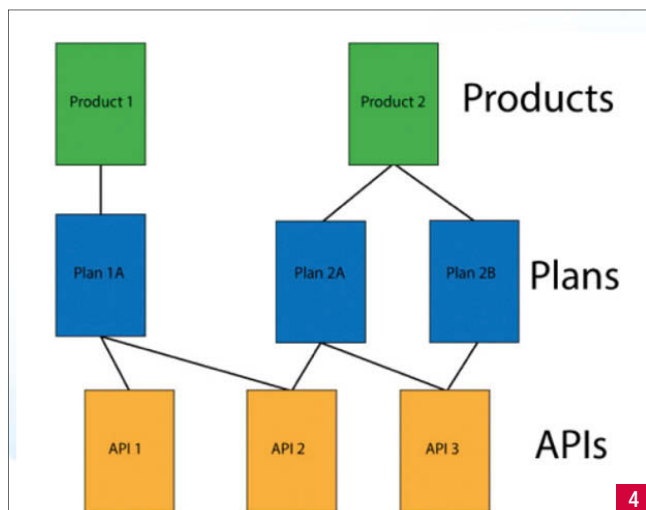 Product 1
Product 2
Products
Plan 1A
Plan 2A
Plan 2B
Plans
API 1
API 2
API 3
APIs
4